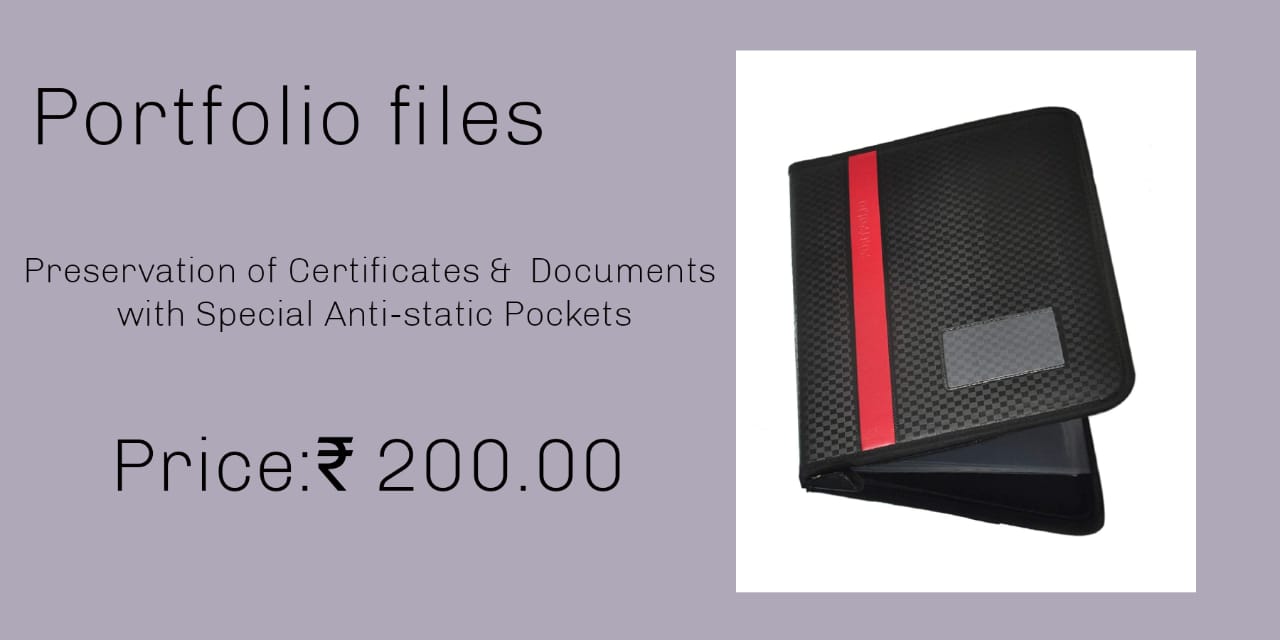 Portfolio files
Preservation of Certificates & Documents
with Special Anti-static Pockets
Price:₹ 200.00